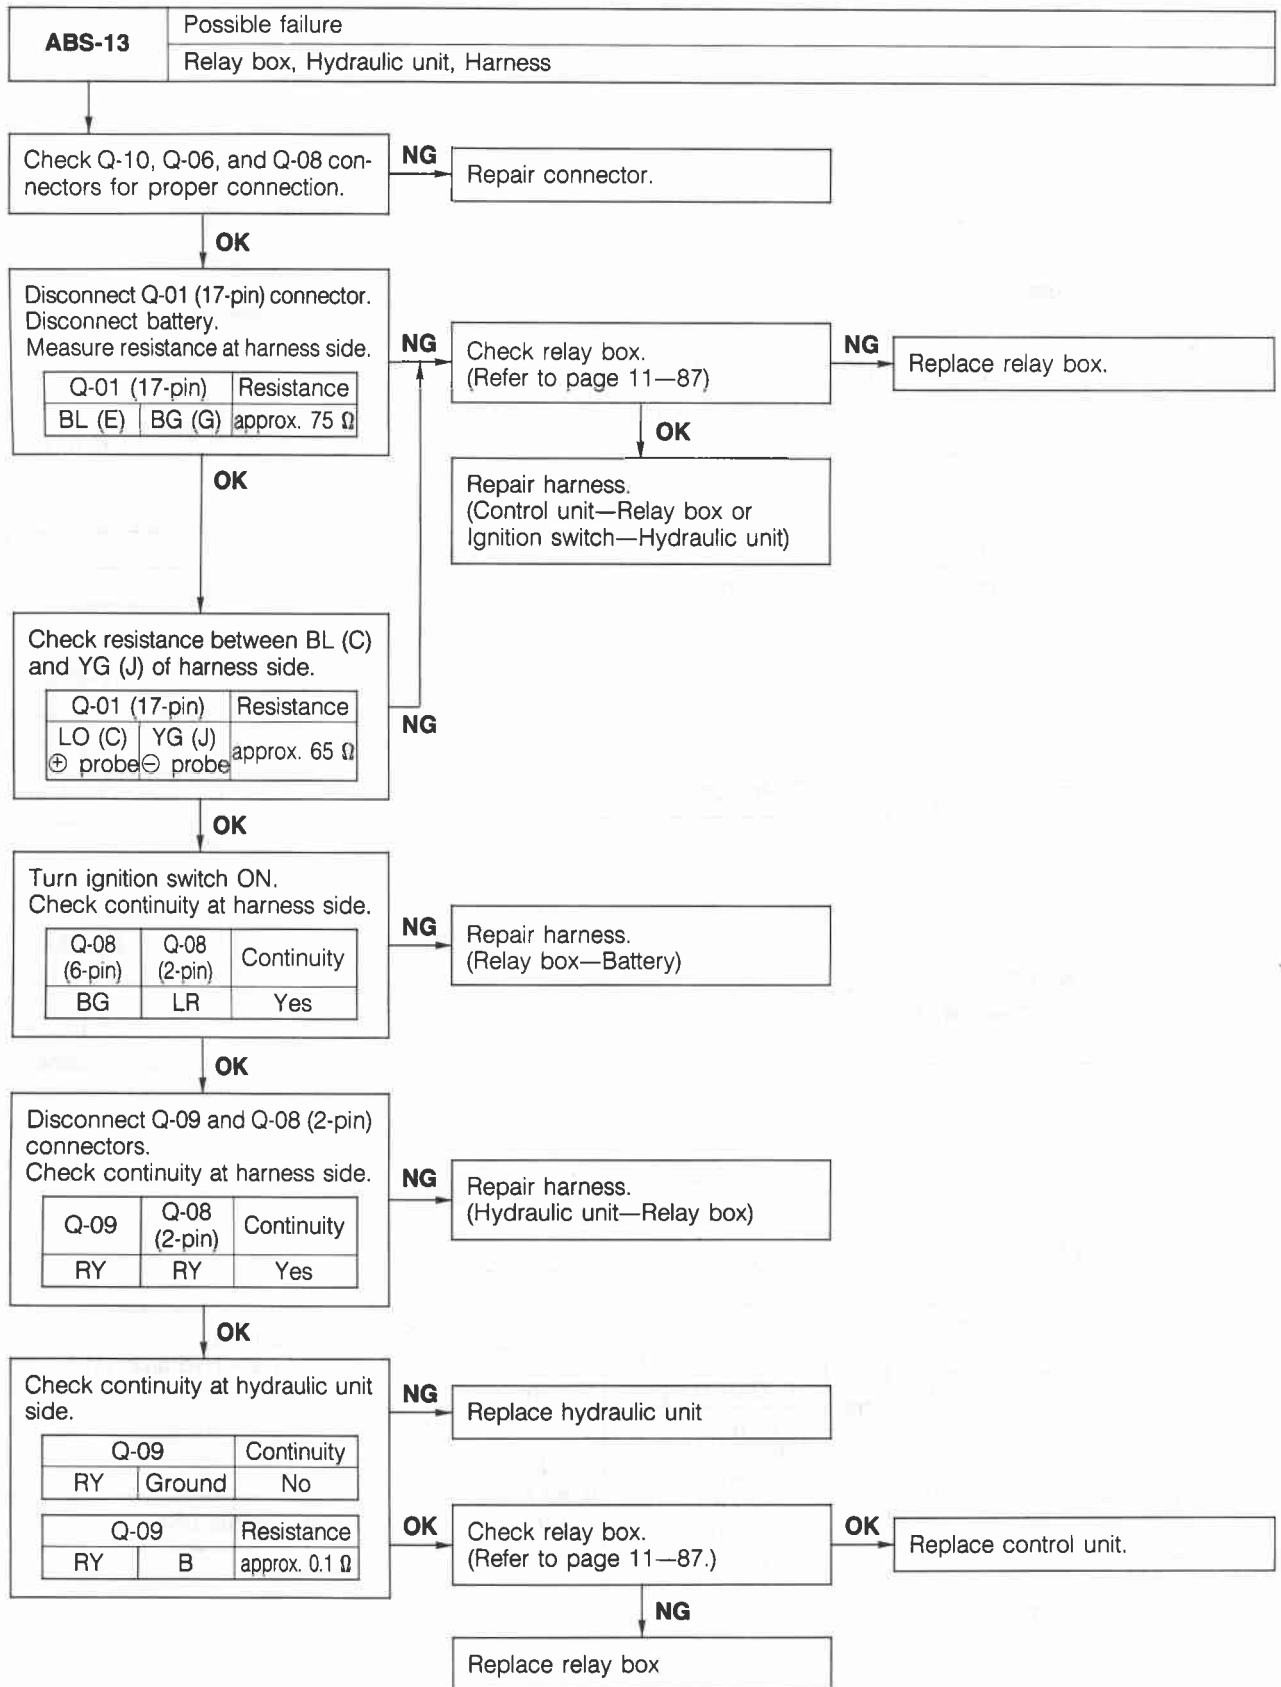 ABS-13
Possible failure
Relay box, Hydraulic unit, Harness
Check Q-10, Q-06, and Q-08 con-
nectors for proper connection.
NG
Repair connector.
OK
Disconnect Q-01 (17-pin) connector.
Disconnect battery.
Measure resistance at harness side.
Q-01 (17-pin) Resistance
BL (E) BG (G) approx. 75 Ω
NG
Check relay box.
(Refer to page 11—87)
NG
Replace relay box.
OK
Repair harness.
(Control unit—Relay box or
Ignition switch—Hydraulic unit)
OK
Check resistance between BL (C)
and YG (J) of harness side.
Q-01 (17-pin) Resistance
LO (C) YG (J) approx. 65 Ω
⊕ probe ⊖ probe
NG
OK
Turn ignition switch ON.
Check continuity at harness side.
Q-08 Q-08 Continuity
(6-pin) (2-pin)
BG LR Yes
NG
Repair harness.
(Relay box—Battery)
OK
Disconnect Q-09 and Q-08 (2-pin)
connectors.
Check continuity at harness side.
Q-09 Q-08 Continuity
(2-pin)
RY RY Yes
NG
Repair harness.
(Hydraulic unit—Relay box)
OK
Check continuity at hydraulic unit
side.
Q-09 Continuity
RY Ground No
Q-09 Resistance
RY B approx. 0.1 Ω
NG
Replace hydraulic unit
OK
Check relay box.
(Refer to page 11—87.)
OK
Replace control unit.
NG
Replace relay box